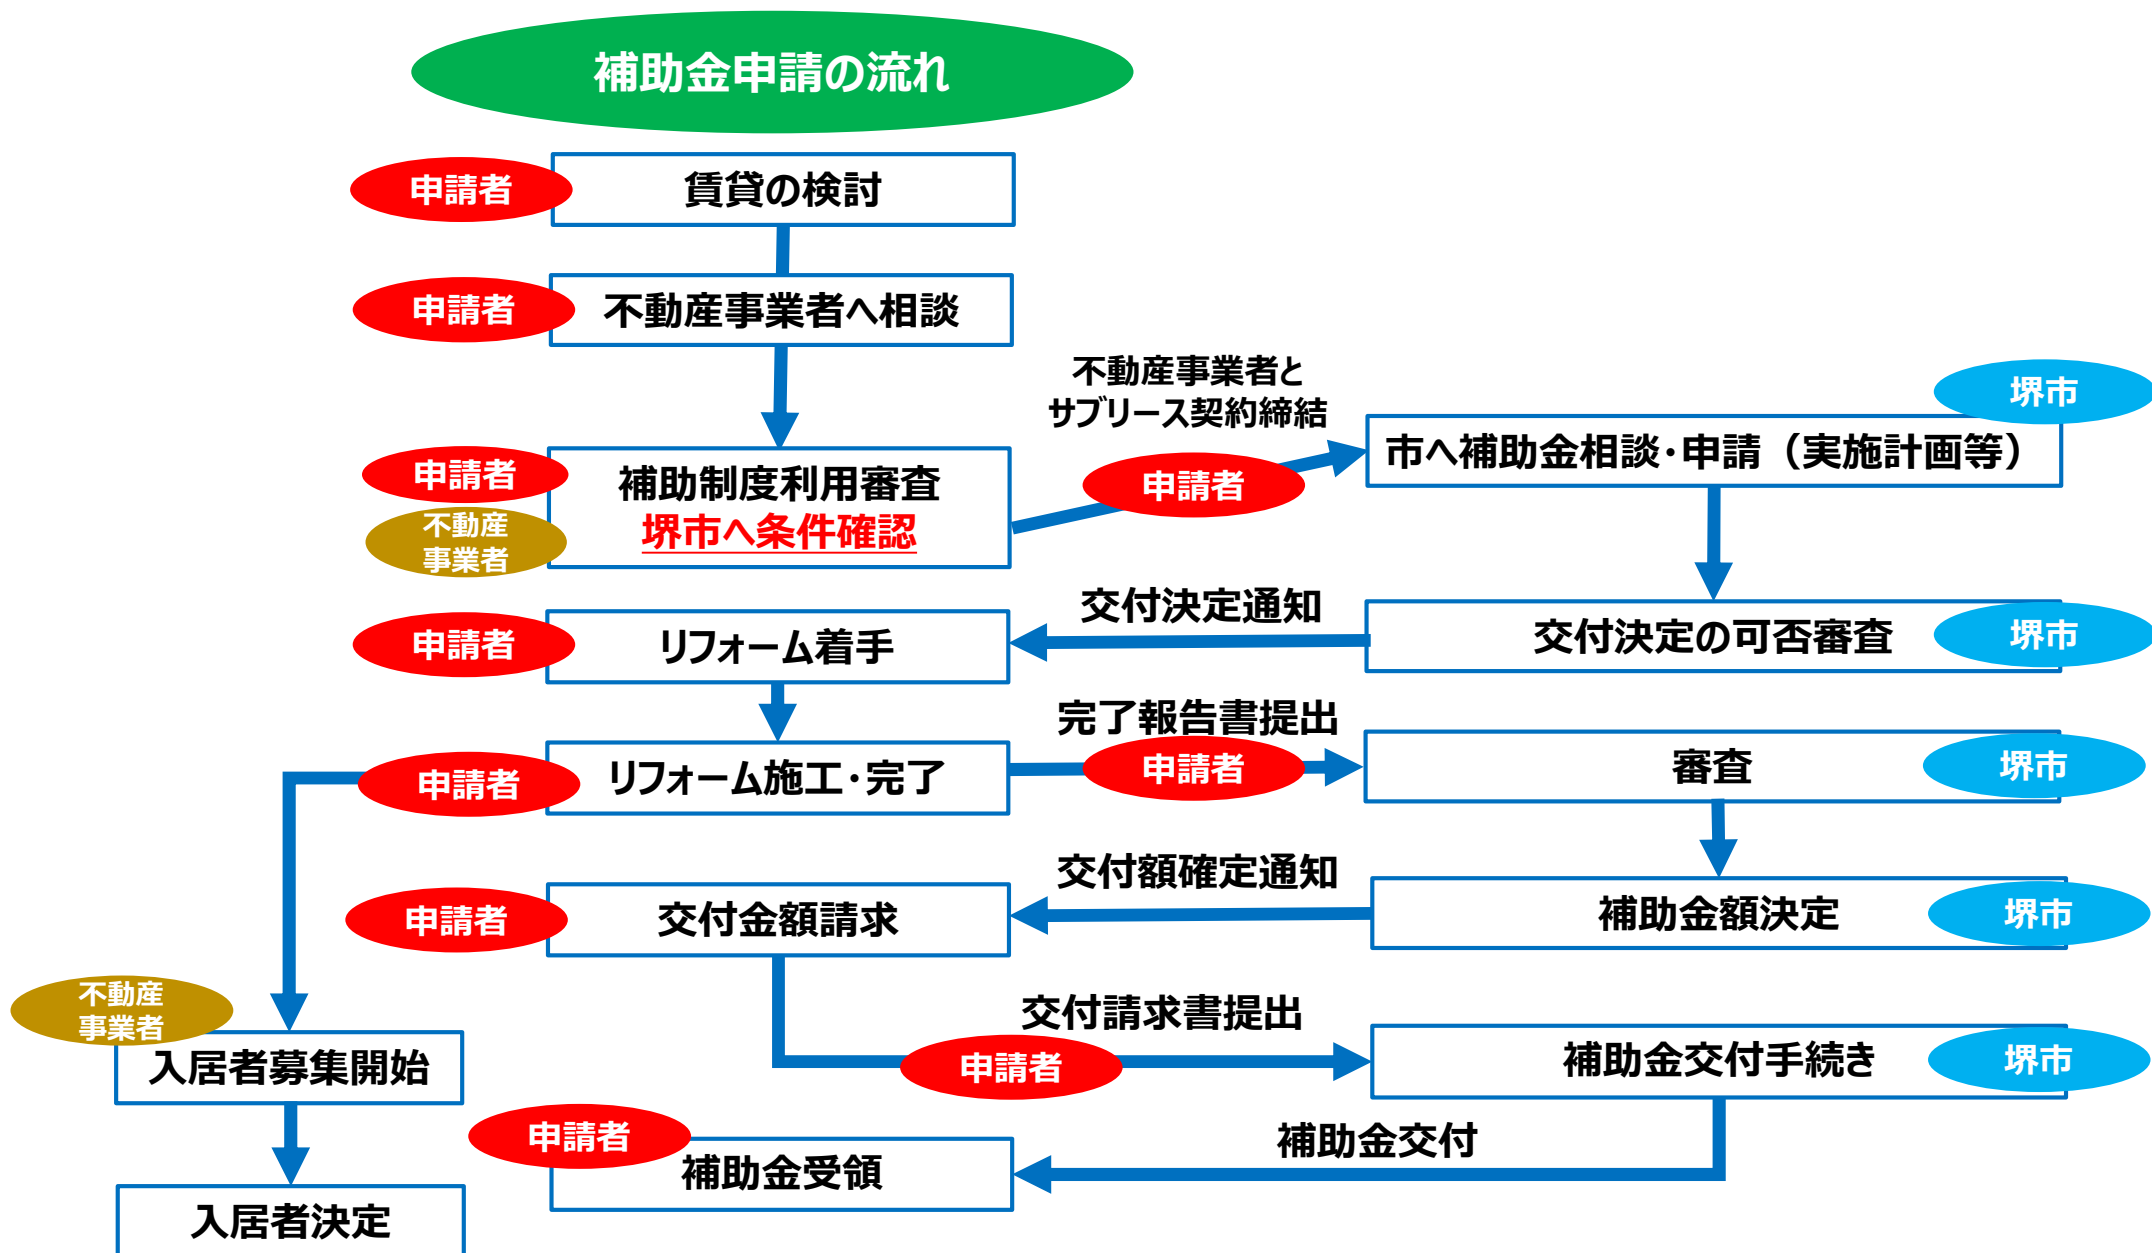 補助金申請の流れ
申請者
賃貸の検討
申請者
不動産事業者へ相談
不動産事業者と
サブリース契約締結
堺市
申請者
不動産
事業者
補助制度利用審査
堺市へ条件確認
申請者
市へ補助金相談・申請（実施計画等）
交付決定通知
申請者
リフォーム着手
交付決定の可否審査
堺市
完了報告書提出
申請者
リフォーム施工・完了
申請者
審査
堺市
交付額確定通知
申請者
交付金額請求
補助金額決定
堺市
不動産
事業者
入居者募集開始
交付請求書提出
申請者
補助金交付手続き
堺市
申請者
補助金受領
補助金交付
入居者決定